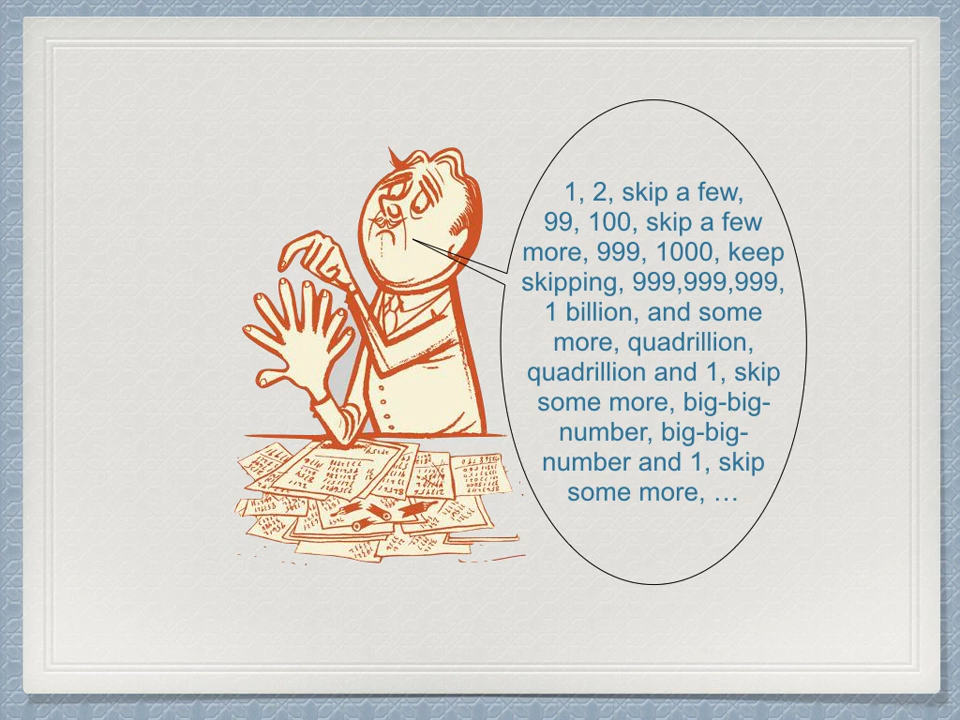 1, 2, skip a few,
99, 100, skip a few
more, 999, 1000, keep
skipping, 999,999,999,
1 billion, and some
more, quadrillion,
quadrillion and 1, skip
some more, big-big-
number, big-big-
number and 1, skip
some more, …